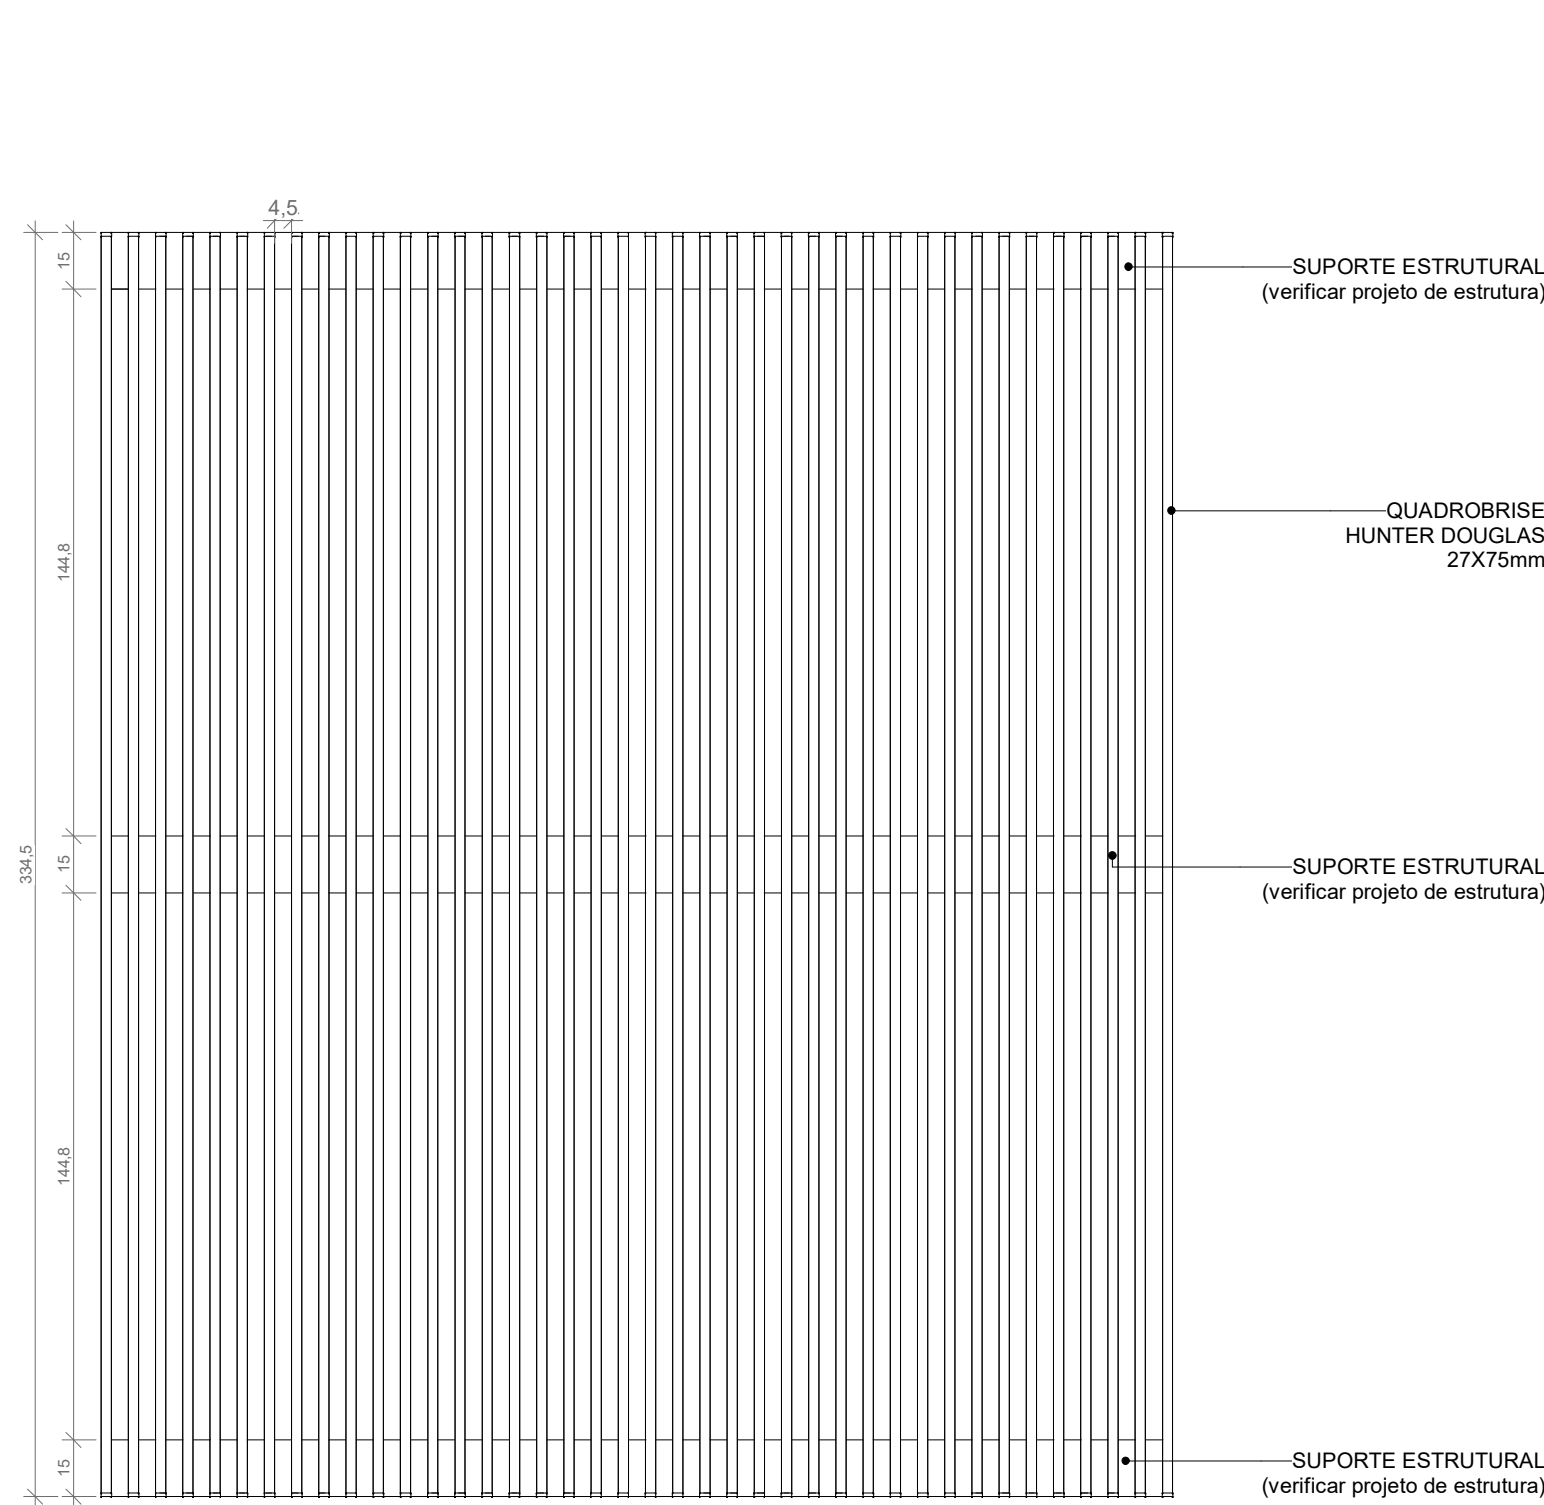 4,5
15
SUPORTE ESTRUTURAL
(verificar projeto de estrutura)
144,8
QUADROBRISE
HUNTER DOUGLAS
27X75mm
334,5
15
SUPORTE ESTRUTURAL
(verificar projeto de estrutura)
144,8
15
SUPORTE ESTRUTURAL
(verificar projeto de estrutura)